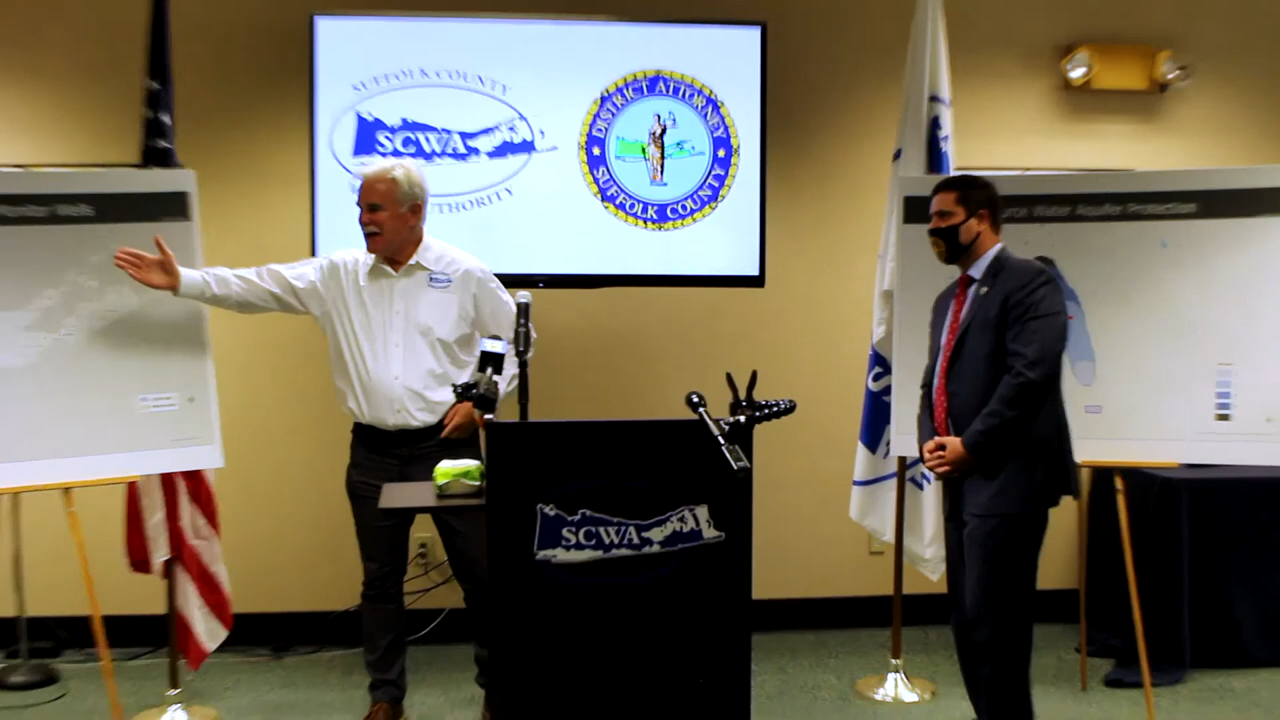 SUFFOLK COUNTY
SCWA
AUTHORITY
DISTRICT ATTORNEY
SUFFOLK COUNTY
Monitor Wells
Water Aquifer Protection
SCWA